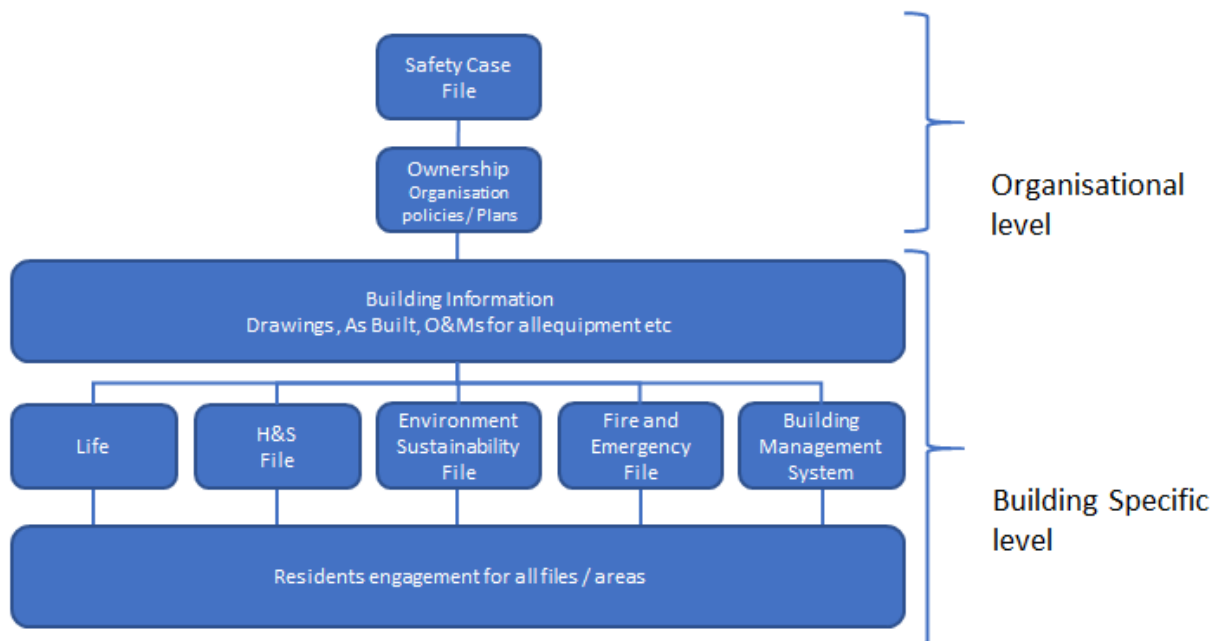 Safety Case
File
Ownership
Organisation
policies / Plans
Organisational
level
Building Information
Drawings, As Built, O&Ms for allequipment etc
Life
H&S
File
Environment
Sustainability
File
Fire and
Emergency
File
Building
Management
System
Building Specific
level
Residents engagement for all files / areas